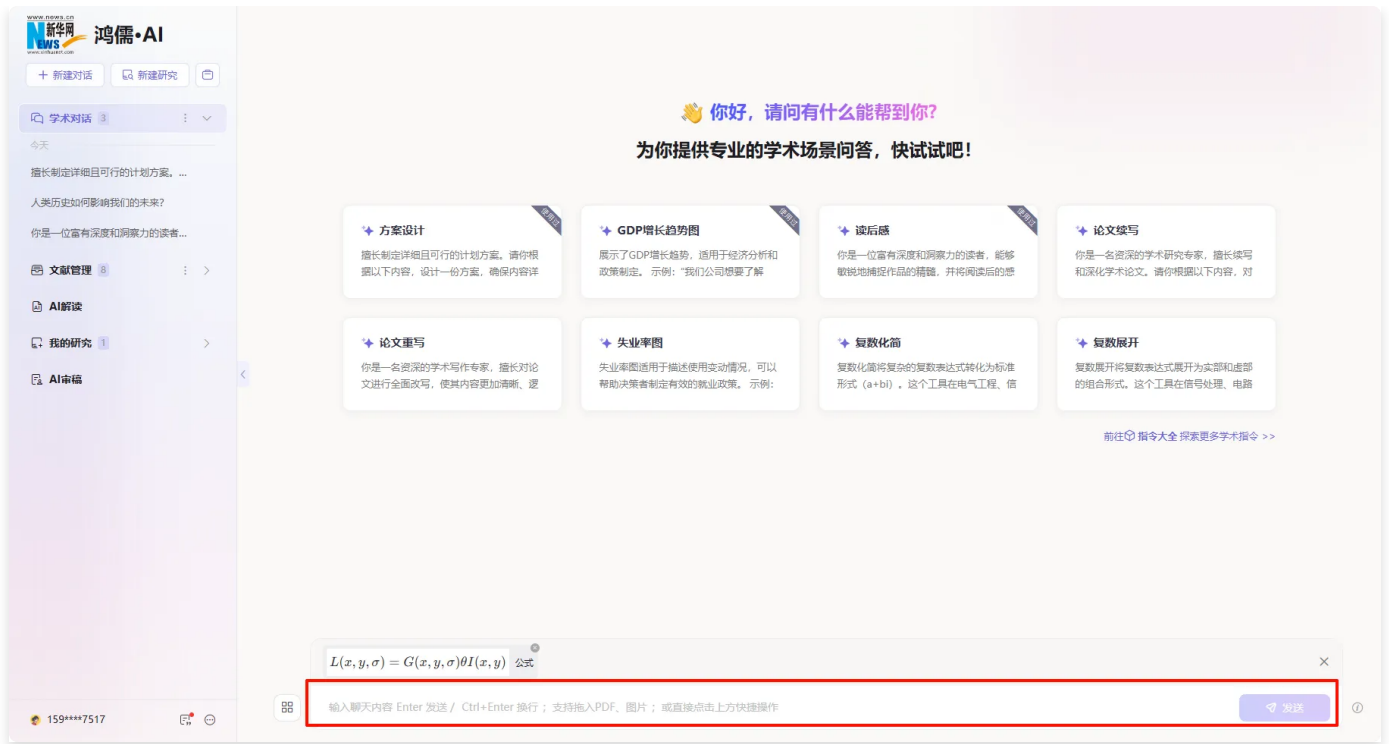 www.news.cn
新华网
NEWS
www.xinhuanet.com
鸿儒•AI
新建对话
新建研究
学术对话 3
今天
擅长制定详细且可行的计划方案。...
人类历史如何影响我们的未来?
你是一位富有深度和洞察力的读者...
文献管理 8
AI解读
我的研究 1
AI审稿
159****7517
👋 你好，请问有什么能帮到你?
为你提供专业的学术场景问答，快试试吧！
方案设计
使用过
擅长制定详细且可行的计划方案。请你根
据以下内容，设计一份方案，确保内容详
GDP增长趋势图
使用过
展示了GDP增长趋势，适用于经济分析和
政策制定。 示例："我们公司想要了解
读后感
使用过
你是一位富有深度和洞察力的读者，能够
敏锐地捕捉作品的精髓，并将阅读后的感
论文续写
你是一名资深的学术研究专家，擅长续写
和深化学术论文。请你根据以下内容，对
论文重写
你是一名资深的学术写作专家，擅长对论
文进行全面改写，使其内容更加清晰、逻
失业率图
失业率图适用于描述使用变动情况，可以
帮助决策者制定有效的就业政策。 示例:
复数化简
复数化简将复杂的复数表达式转化为标准
形式（a+bi）。这个工具在电气工程、信
复数展开
复数展开将复数表达式展开为实部和虚部
的组合形式。这个工具在信号处理、电路
前往 指令大全 探索更多学术指令 >>
L(x, y, σ) = G(x, y, σ)θI(x, y) 公式
输入聊天内容 Enter 发送 / Ctrl+Enter 换行 ; 支持拖入PDF、图片 ; 或直接点击上方快捷操作
发送